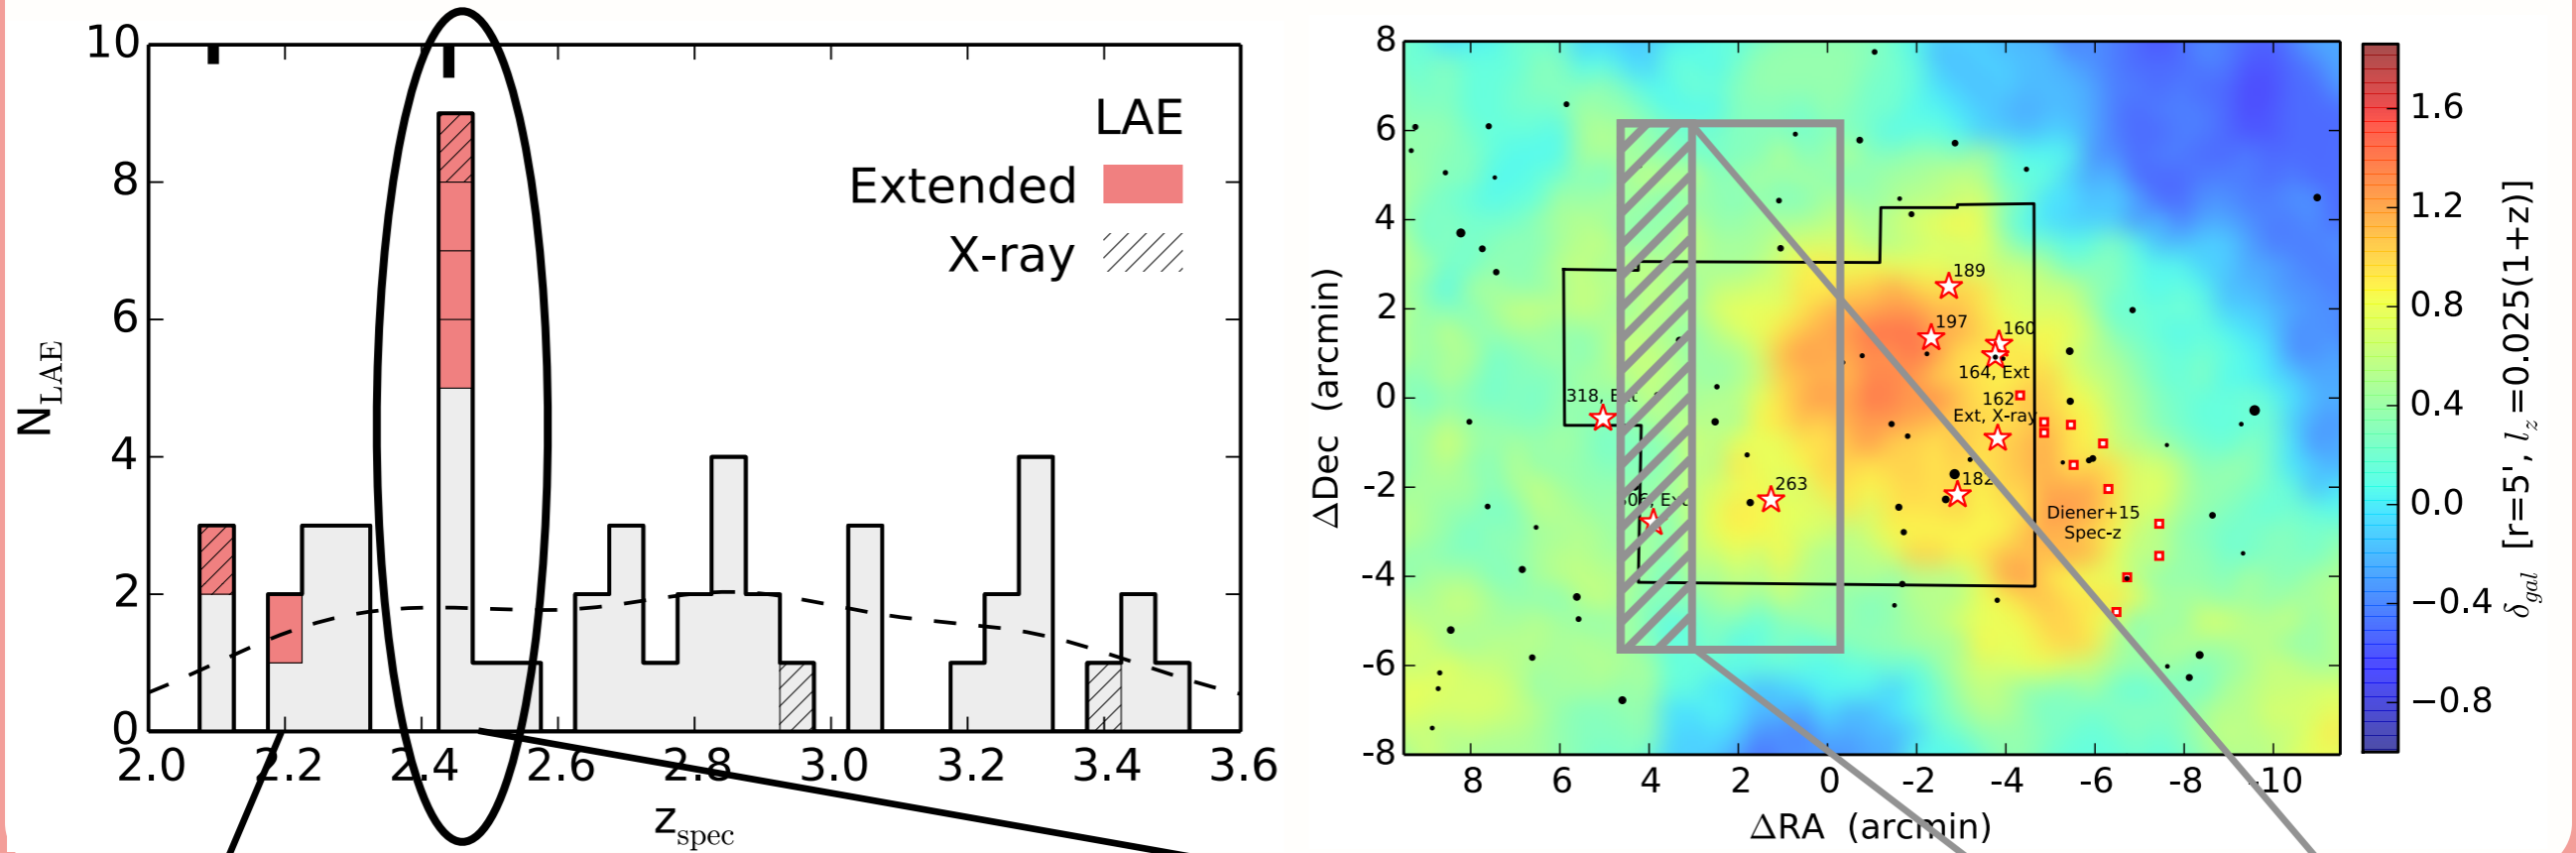 10
8
6
4
2
0
N_LAE
2.0 2.2 2.4 2.6 2.8 3.0 3.2 3.4 3.6
z_spec
LAE
Extended
X-ray
8
6
4
2
0
-2
-4
-6
-8
ΔDec (arcmin)
189
197
160
164, Ext
162
Ext, X-ray
318, Ext
263
182
Diener+15
Spec-z
8 6 4 2 0 -2 -4 -6 -8 -10
ΔRA (arcmin)
1.6
1.2
0.8
0.4
0.0
−0.4
−0.8
δ_gal [r=5', l_z=0.025(1+z)]